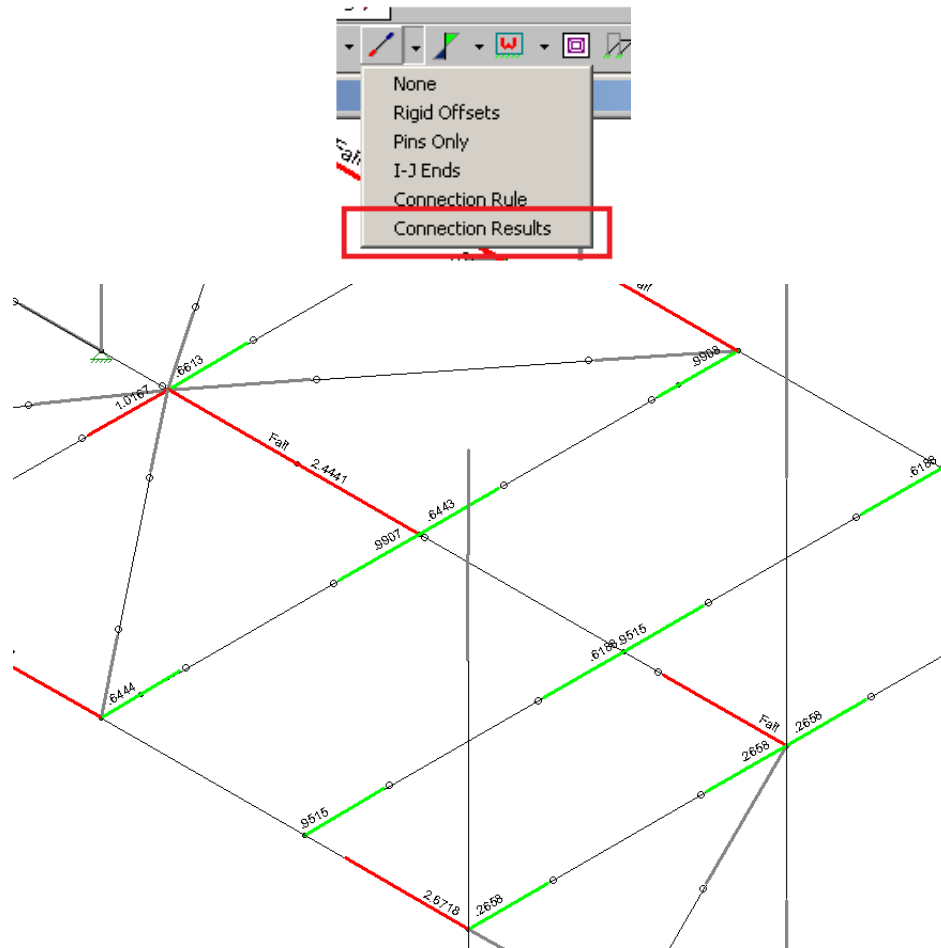 None
Rigid Offsets
Pins Only
I-J Ends
Connection Rule
Connection Results
Fail
.6613
1.0167
.9908
Fail
2.4441
.6443
.9907
.6188
.6188
.9515
.6444
Fail
.2658
.2658
.9515
2.6718
.2658